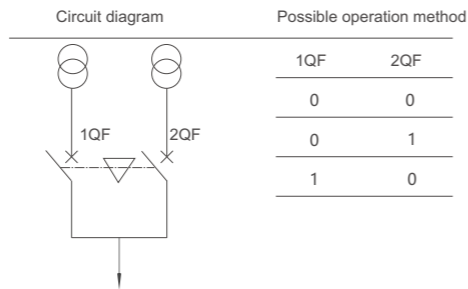 Circuit diagram Possible operation method
1QF 2QF
0 0
1QF 2QF
0 1
1 0